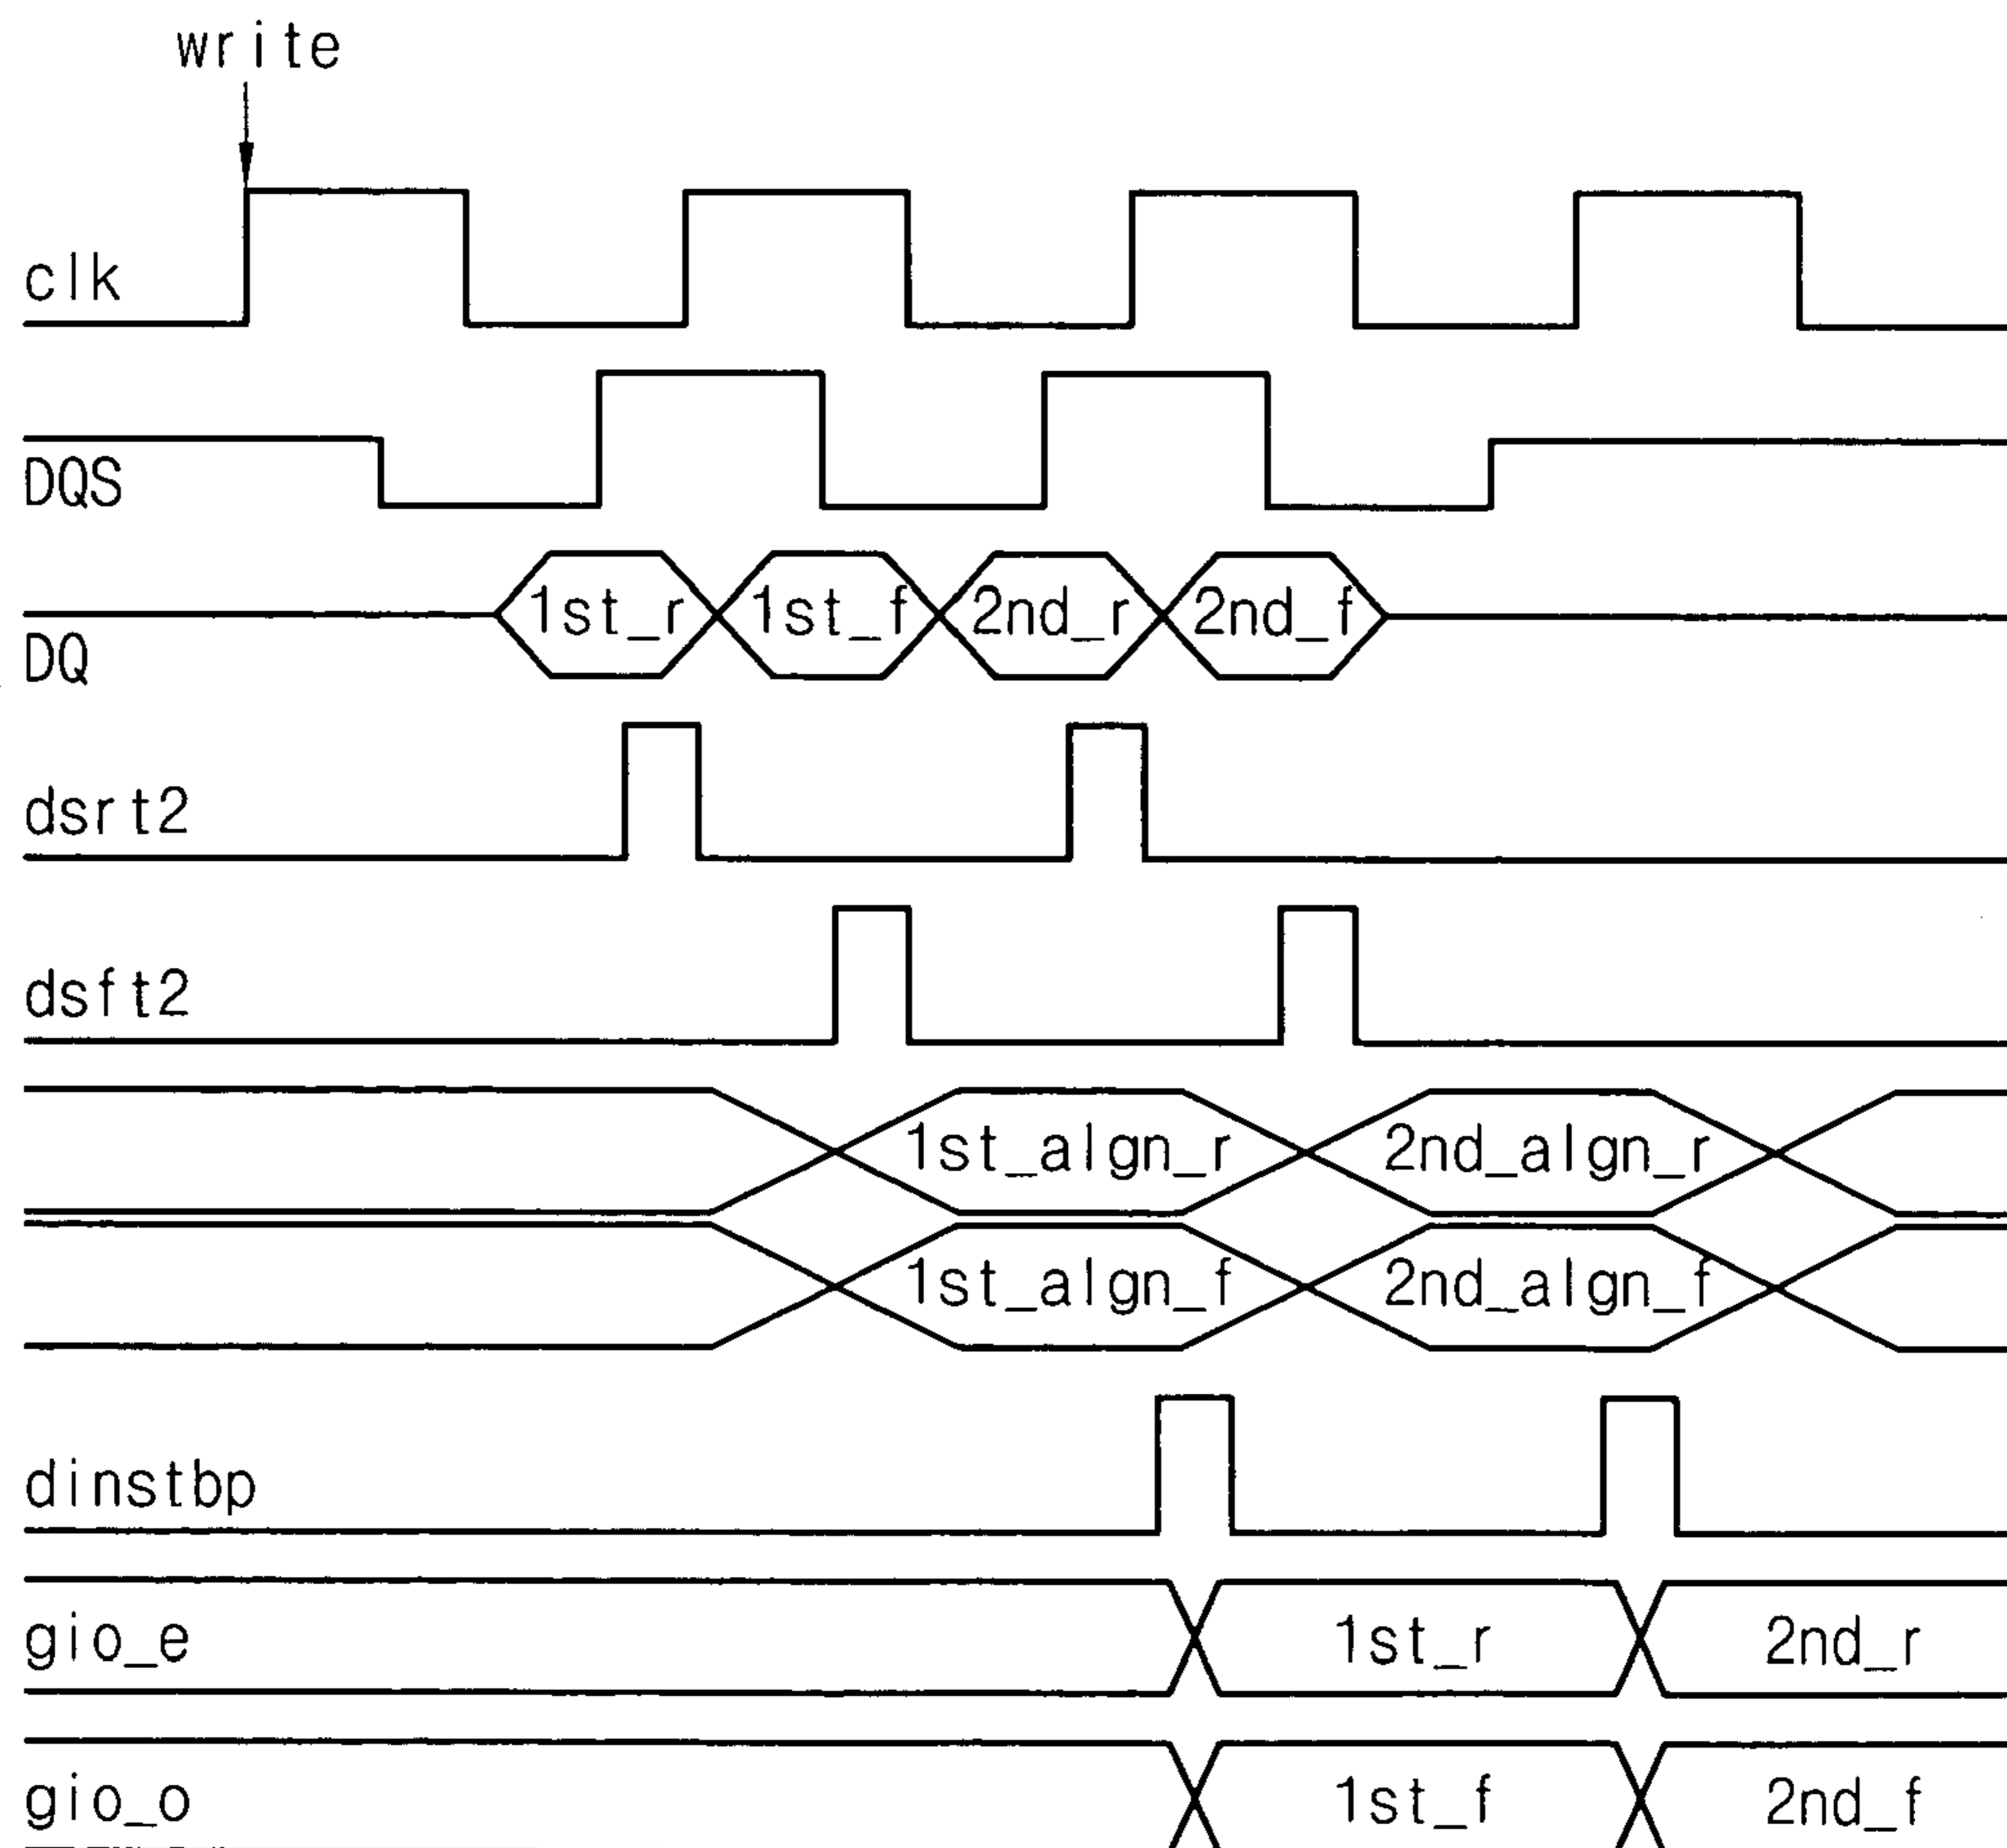 write
clk
DQS
1st_r 1st_f 2nd_r 2nd_f
DQ
dsrt2
dsft2
1st_algn_r 2nd_algn_r
1st_algn_f 2nd_algn_f
dinstbp
gio_e 1st_r 2nd_r
gio_o 1st_f 2nd_f